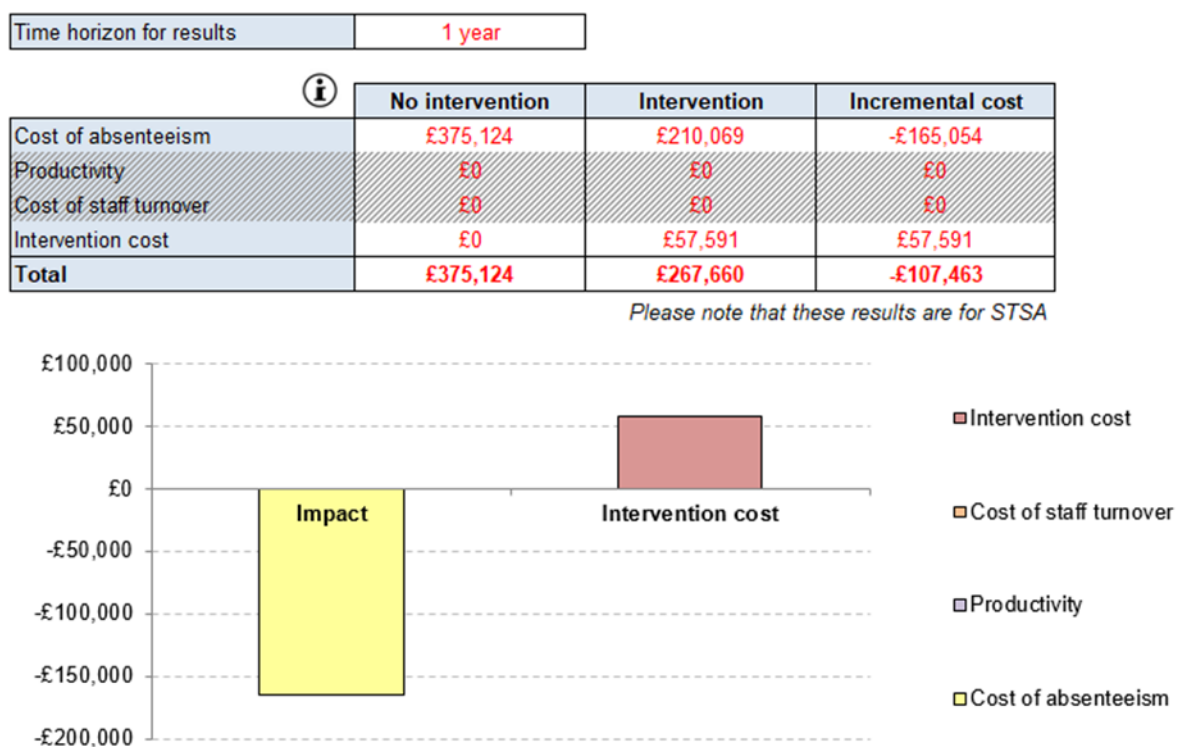 Time horizon for results 1 year
i
No intervention Intervention Incremental cost
Cost of absenteeism £375,124 £210,069 -£165,054
Productivity £0 £0 £0
Cost of staff turnover £0 £0 £0
Intervention cost £0 £57,591 £57,591
Total £375,124 £267,660 -£107,463
Please note that these results are for STSA
£100,000
£50,000
£0
-£50,000
-£100,000
-£150,000
-£200,000
Impact
Intervention cost
Intervention cost
Cost of staff turnover
Productivity
Cost of absenteeism